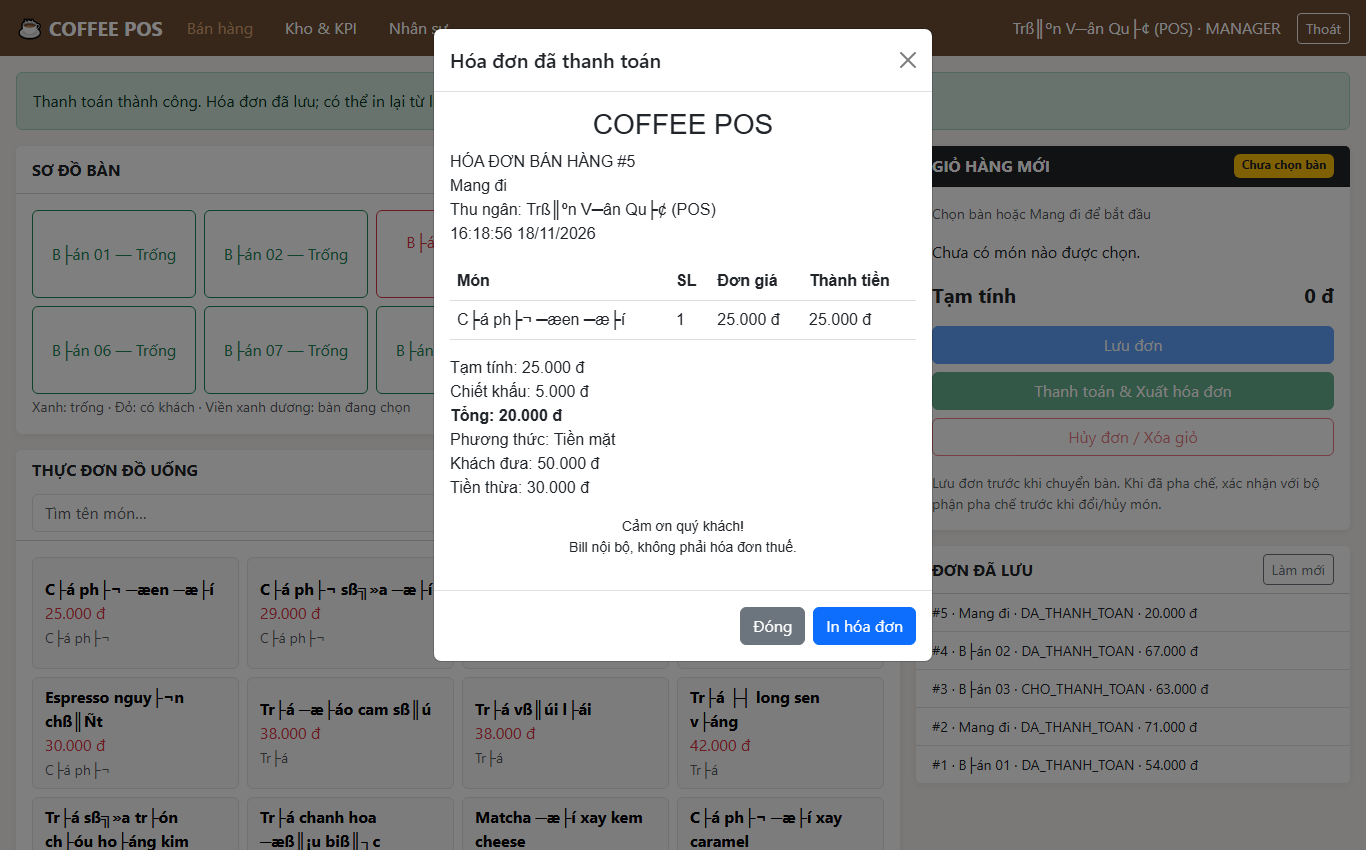 COFFEE POS
Bán hàng
Kho & KPI
Nhân sự
Trß║ºn V─ân Qu├¢ (POS) · MANAGER
Thoát
Thanh toán thành công. Hóa đơn đã lưu; có thể in lại từ
SƠ ĐỒ BÀN
B├án 01 — Trống
B├án 02 — Trống
B├á
B├án 06 — Trống
B├án 07 — Trống
B├án
Xanh: trống · Đỏ: có khách · Viền xanh dương: bàn đang chọn
THỰC ĐƠN ĐỒ UỐNG
Tìm tên món...
C├á ph├¬ ─æen ─æ├í
25.000 đ
C├á ph├¬
C├á ph├¬ sß╗»a ─æ├í
29.000 đ
C├á ph├¬
Espresso nguy├¬n
chß║Ñt
30.000 đ
C├á ph├¬
Tr├á ─æ├áo cam sß║ú
38.000 đ
Tr├á
Tr├á vß║úi l├ái
38.000 đ
Tr├á
Tr├á ├┤ long sen
v├áng
42.000 đ
Tr├á
Tr├á sß╗»a tr├ón
ch├óu ho├áng kim
Tr├á chanh hoa
─æß║¡u biß║┐c
Matcha ─æ├í xay kem
cheese
C├á ph├¬ ─æ├í xay
caramel
Hóa đơn đã thanh toán
COFFEE POS
HÓA ĐƠN BÁN HÀNG #5
Mang đi
Thu ngân: Trß║ºn V─ân Qu├¢ (POS)
16:18:56 18/11/2026
Món SL Đơn giá Thành tiền
C├á ph├¬ ─æen ─æ├í 1 25.000 đ 25.000 đ
Tạm tính: 25.000 đ
Chiết khấu: 5.000 đ
Tổng: 20.000 đ
Phương thức: Tiền mặt
Khách đưa: 50.000 đ
Tiền thừa: 30.000 đ
Cảm ơn quý khách!
Bill nội bộ, không phải hóa đơn thuế.
Đóng
In hóa đơn
GIỎ HÀNG MỚI
Chưa chọn bàn
Chọn bàn hoặc Mang đi để bắt đầu
Chưa có món nào được chọn.
Tạm tính 0 đ
Lưu đơn
Thanh toán & Xuất hóa đơn
Hủy đơn / Xóa giỏ
Lưu đơn trước khi chuyển bàn. Khi đã pha chế, xác nhận với bộ
phận pha chế trước khi đổi/hủy món.
ĐƠN ĐÃ LƯU
Làm mới
#5 · Mang đi · DA_THANH_TOAN · 20.000 đ
#4 · B├án 02 · DA_THANH_TOAN · 67.000 đ
#3 · B├án 03 · CHO_THANH_TOAN · 63.000 đ
#2 · Mang đi · DA_THANH_TOAN · 71.000 đ
#1 · B├án 01 · DA_THANH_TOAN · 54.000 đ